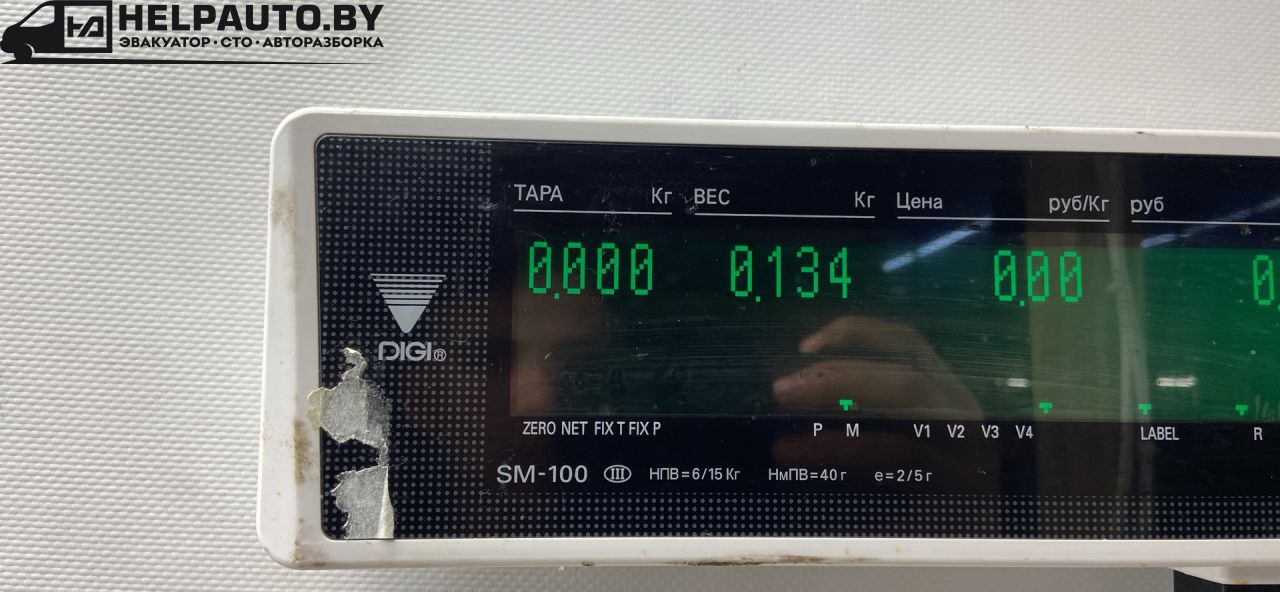 HELPAUTO.BY
ЭВАКУАТОР · СТО · АВТОРАЗБОРКА
ТАРА Кг ВЕС Кг Цена руб/Кг руб
0.000 0.134 0.00 0
DIGI®
ZERO NET FIX T FIX P P M V1 V2 V3 V4 LABEL R
SM-100 III НПВ=6/15 Кг НмПВ=40 г e=2/5 г